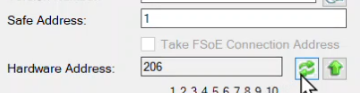 Safe Address: 1
Take FSoE Connection Address
Hardware Address: 206
1 2 3 4 5 6 7 8 9 10